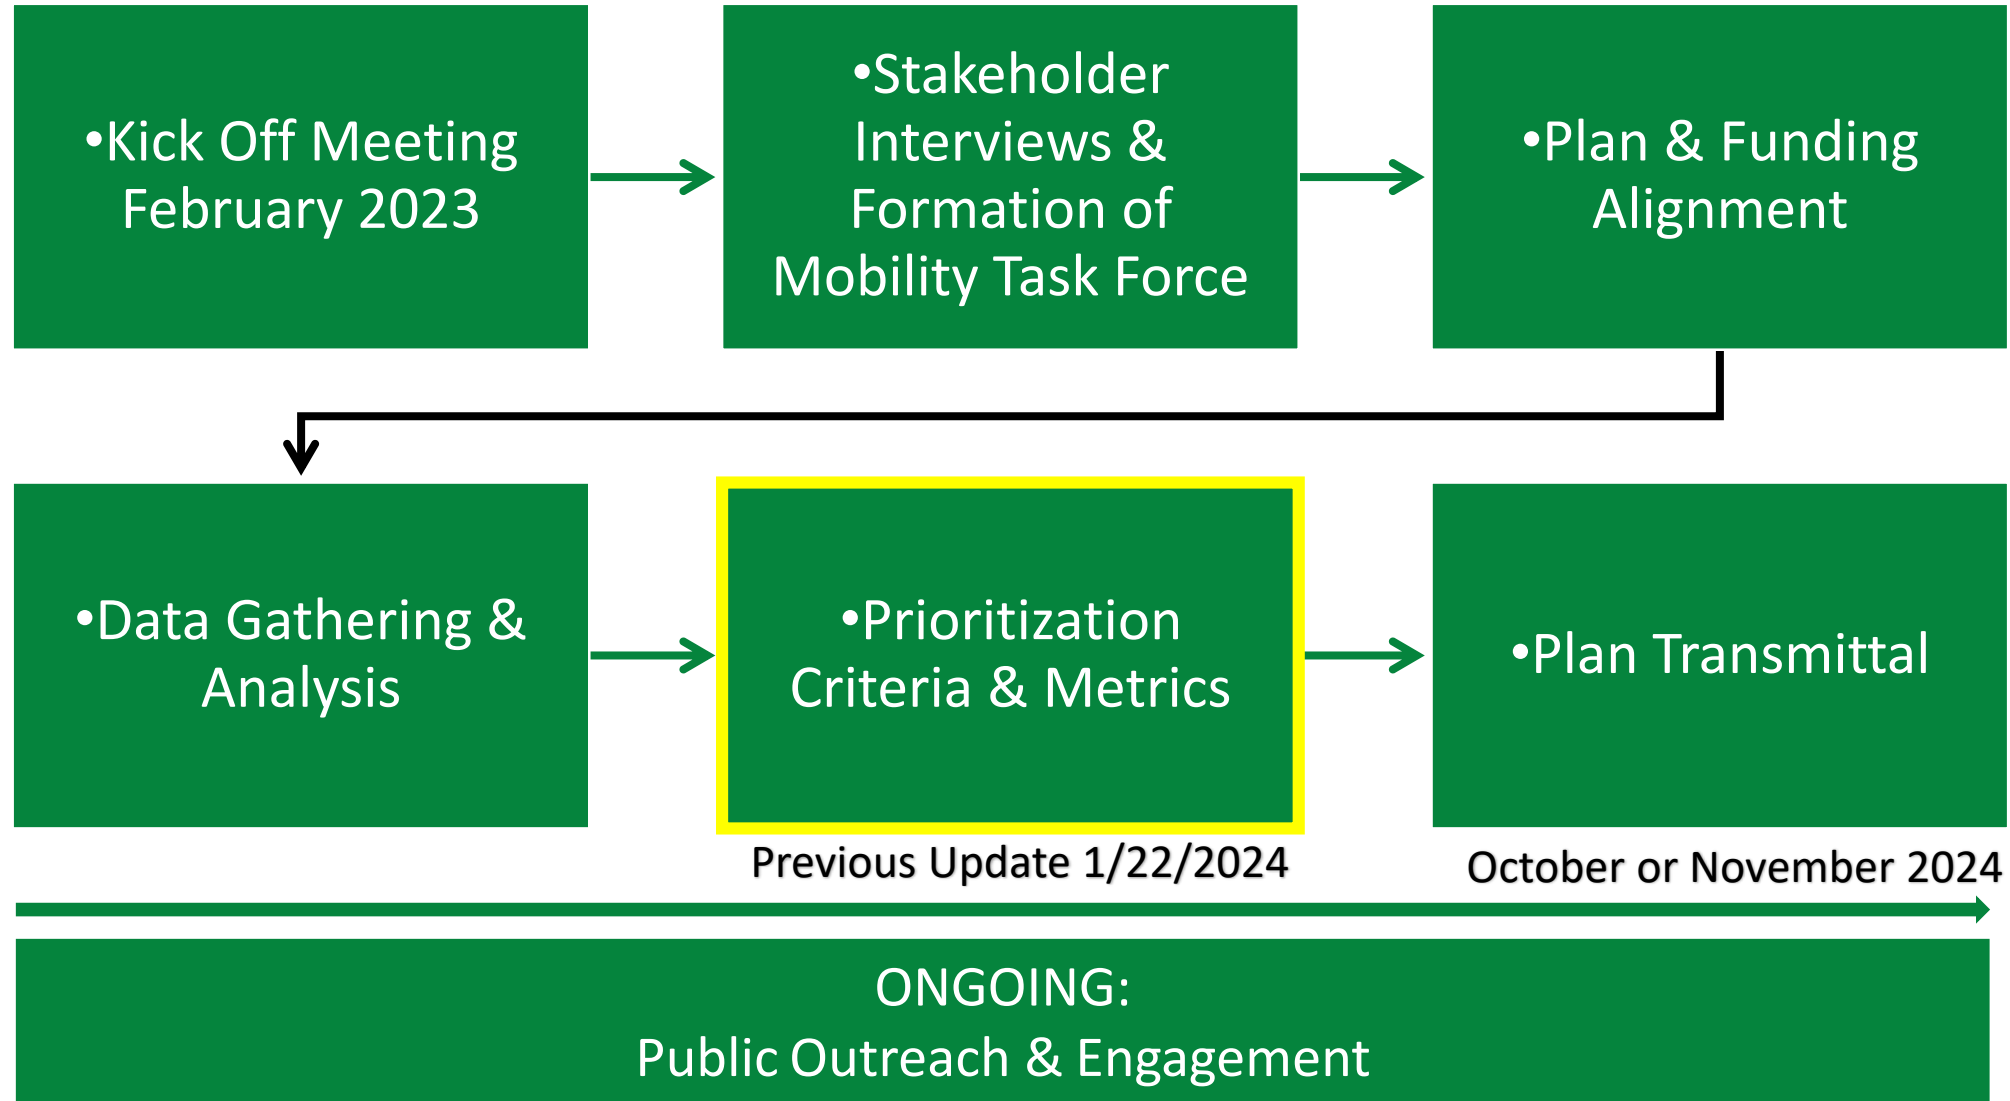 •Kick Off Meeting
February 2023
•Stakeholder
Interviews &
Formation of
Mobility Task Force
•Plan & Funding
Alignment
•Data Gathering &
Analysis
•Prioritization
Criteria & Metrics
•Plan Transmittal
Previous Update 1/22/2024
October or November 2024
ONGOING:
Public Outreach & Engagement